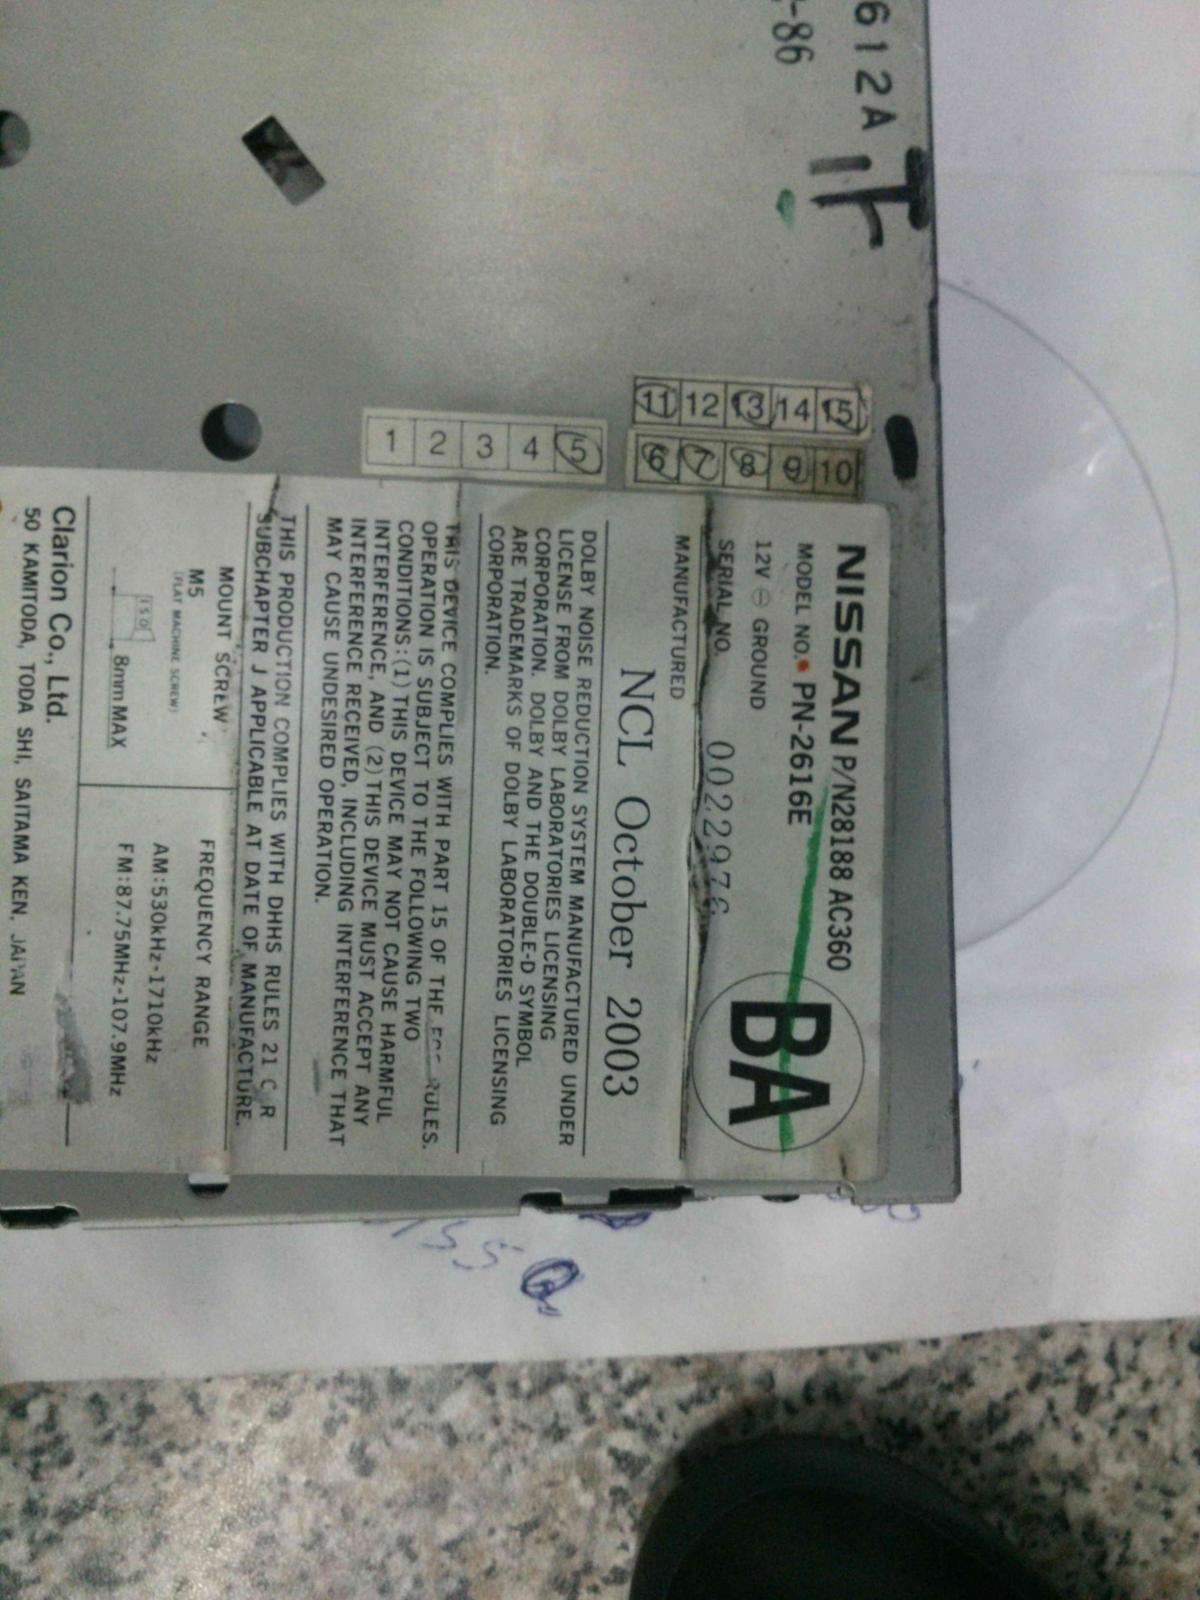 612A
-86
11 12 13 14 15
6 7 8 9 10
1 2 3 4 5
NISSAN P/N28188 AC360
MODEL NO. PN-2616E
BA
12V ⊖ GROUND
SERIAL NO. 0022976
MANUFACTURED
NCL October 2003
DOLBY NOISE REDUCTION SYSTEM MANUFACTURED UNDER
LICENSE FROM DOLBY LABORATORIES LICENSING
CORPORATION. DOLBY AND THE DOUBLE-D SYMBOL
ARE TRADEMARKS OF DOLBY LABORATORIES LICENSING
CORPORATION.
THIS DEVICE COMPLIES WITH PART 15 OF THE FCC RULES.
OPERATION IS SUBJECT TO THE FOLLOWING TWO
CONDITIONS:(1)THIS DEVICE MAY NOT CAUSE HARMFUL
INTERFERENCE, AND (2)THIS DEVICE MUST ACCEPT ANY
INTERFERENCE RECEIVED, INCLUDING INTERFERENCE THAT
MAY CAUSE UNDESIRED OPERATION.
THIS PRODUCTION COMPLIES WITH DHHS RULES 21 CFR
SUBCHAPTER J APPLICABLE AT DATE OF MANUFACTURE.
MOUNT SCREW
M5
(FLAT MACHINE SCREW)
ISO
8mm MAX
FREQUENCY RANGE
AM:530kHz-1710kHz
FM:87.75MHz-107.9MHz
Clarion Co., Ltd.
50 KAMITODA, TODA SHI, SAITAMA KEN, JAPAN